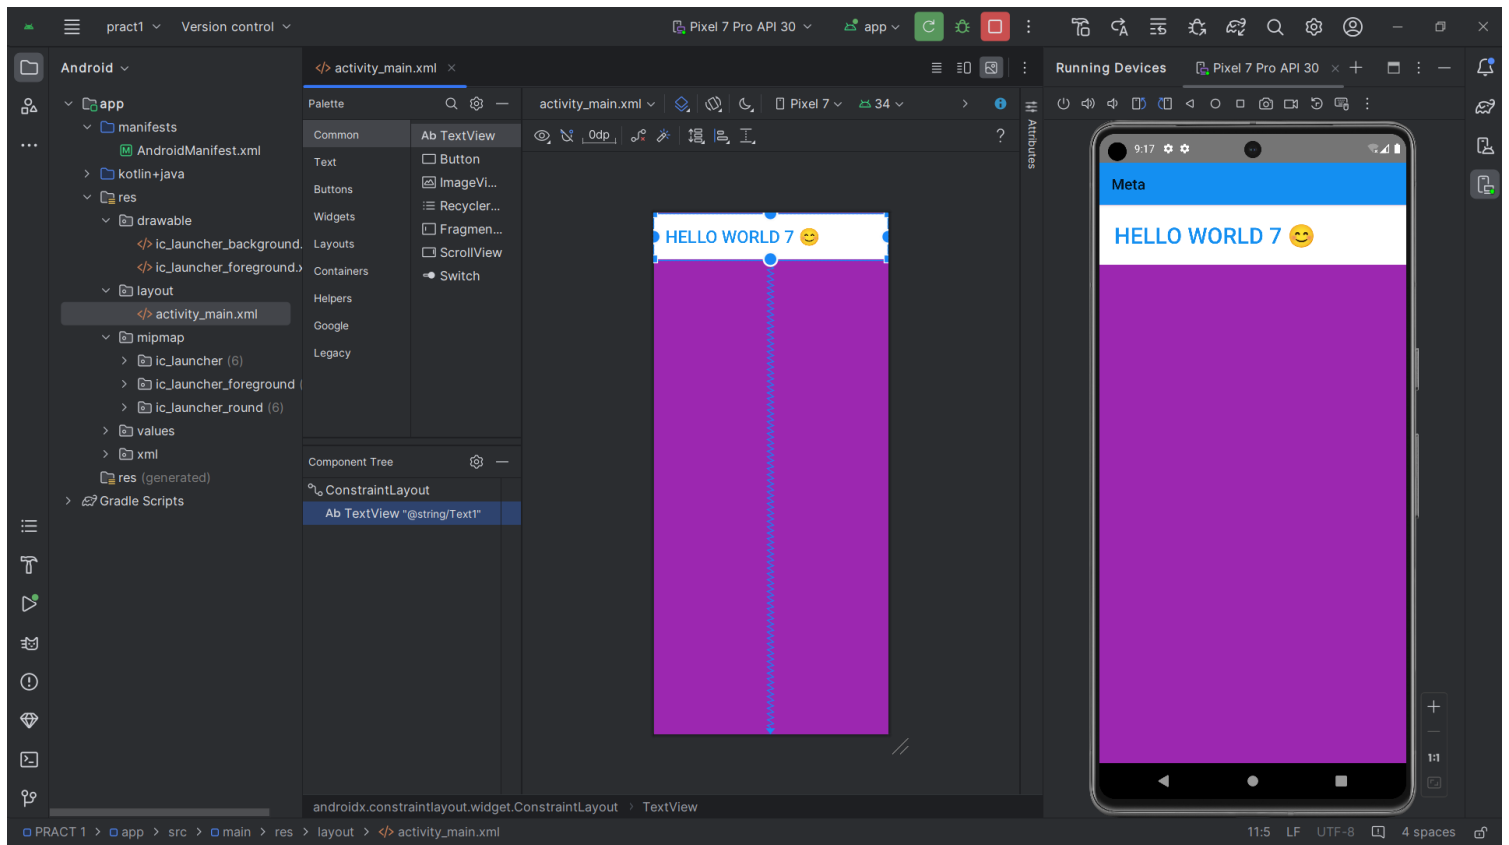 pract1
Version control
Pixel 7 Pro API 30
app
Android
activity_main.xml
Running Devices
Pixel 7 Pro API 30
app
manifests
AndroidManifest.xml
kotlin+java
res
drawable
ic_launcher_background.
ic_launcher_foreground.x
layout
activity_main.xml
mipmap
ic_launcher (6)
ic_launcher_foreground (
ic_launcher_round (6)
values
xml
res (generated)
Gradle Scripts
Palette
Common
Text
Buttons
Widgets
Layouts
Containers
Helpers
Google
Legacy
Ab TextView
Button
ImageVi...
Recycler...
Fragmen...
ScrollView
Switch
Component Tree
ConstraintLayout
Ab TextView "@string/Text1"
activity_main.xml
Pixel 7
34
0dp
?
Attributes
HELLO WORLD 7 😊
9:17
Meta
HELLO WORLD 7 😊
1:1
androidx.constraintlayout.widget.ConstraintLayout > TextView
PRACT 1 > app > src > main > res > layout > activity_main.xml
11:5 LF UTF-8 4 spaces